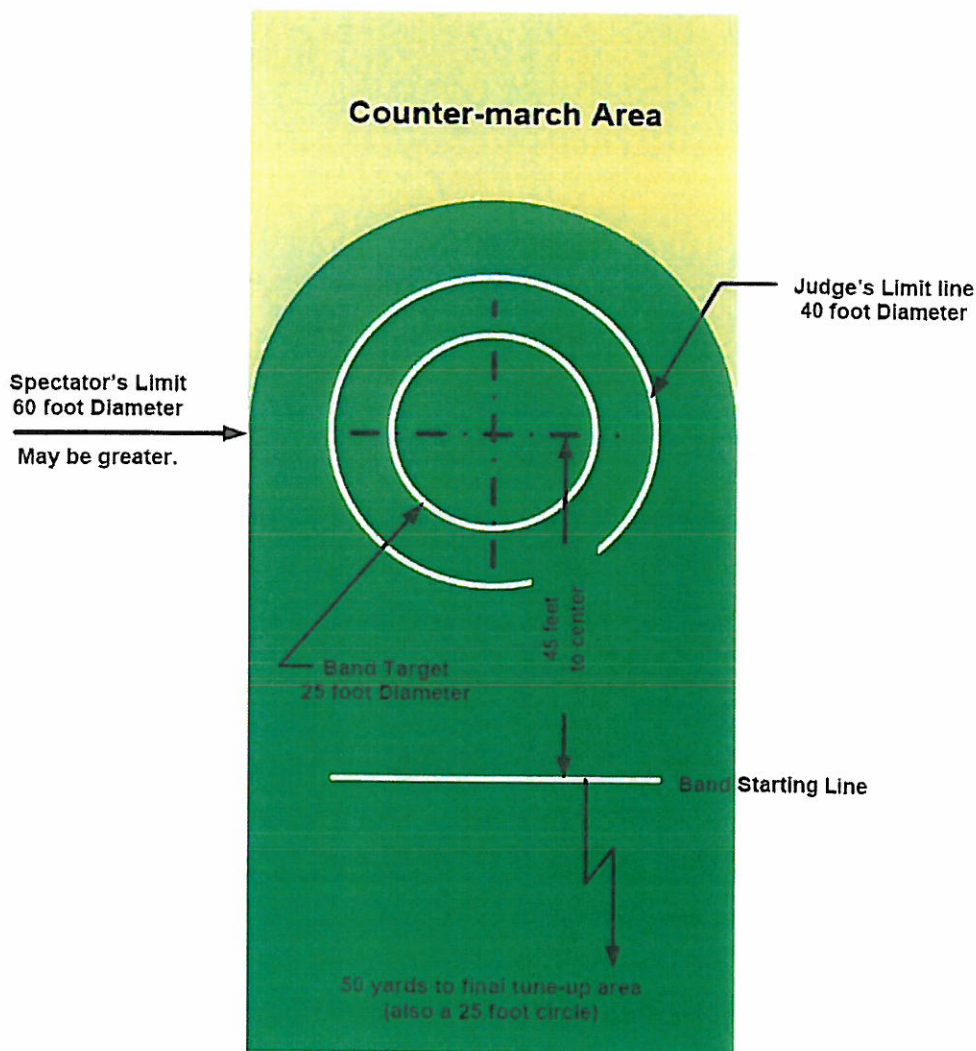 Counter-march Area
Judge's Limit line
40 foot Diameter
Spectator's Limit
60 foot Diameter
May be greater.
45 feet
to center
Band Target
25 foot Diameter
Band Starting Line
50 yards to final tune-up area
(also a 25 foot circle)